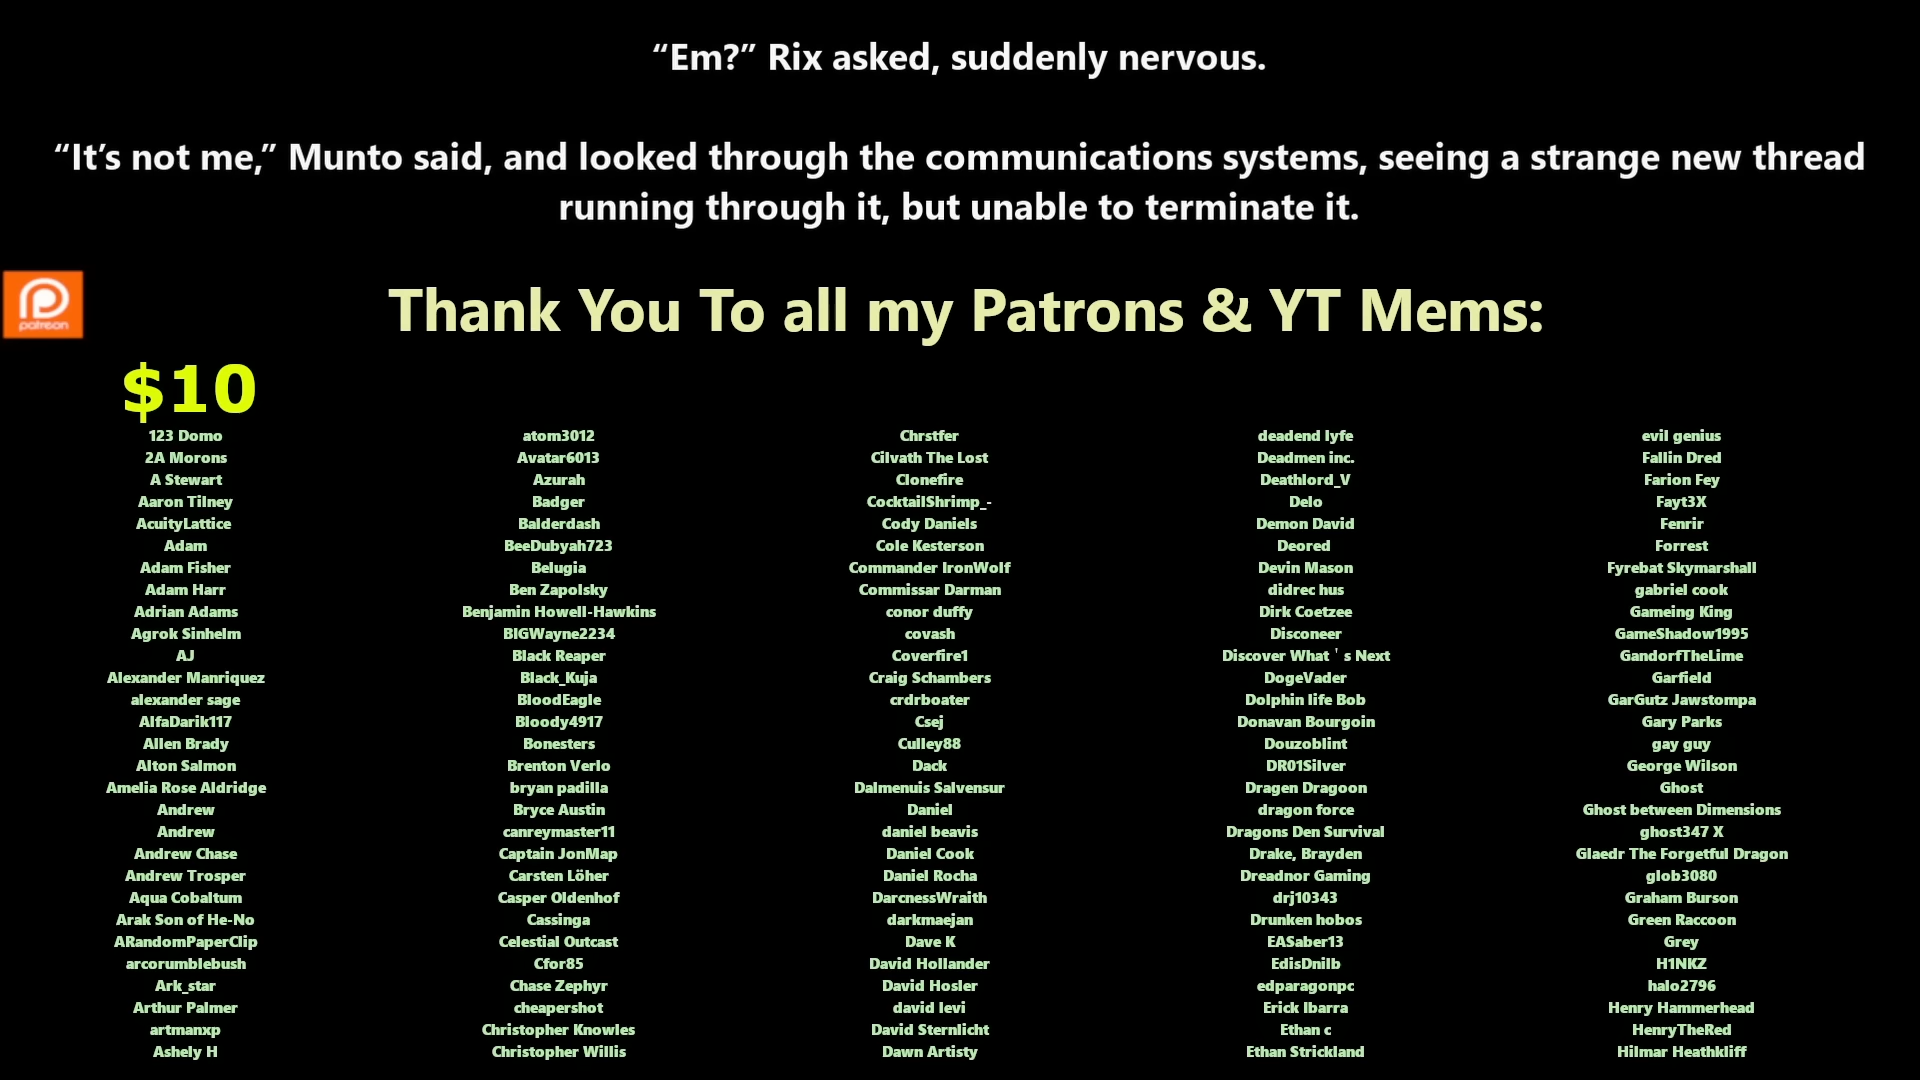 “Em?” Rix asked, suddenly nervous.
“It’s not me,” Munto said, and looked through the communications systems, seeing a strange new thread
running through it, but unable to terminate it.
patreon
Thank You To all my Patrons & YT Mems:
$10
123 Domo
2A Morons
A Stewart
Aaron Tilney
AcuityLattice
Adam
Adam Fisher
Adam Harr
Adrian Adams
Agrok Sinhelm
AJ
Alexander Manriquez
alexander sage
AlfaDarik117
Allen Brady
Alton Salmon
Amelia Rose Aldridge
Andrew
Andrew
Andrew Chase
Andrew Trosper
Aqua Cobaltum
Arak Son of He-No
ARandomPaperClip
arcorumblebush
Ark_star
Arthur Palmer
artmanxp
Ashely H
atom3012
Avatar6013
Azurah
Badger
Balderdash
BeeDubyah723
Belugia
Ben Zapolsky
Benjamin Howell-Hawkins
BIGWayne2234
Black Reaper
Black_Kuja
BloodEagle
Bloody4917
Bonesters
Brenton Verlo
bryan padilla
Bryce Austin
canreymaster11
Captain JonMap
Carsten Löher
Casper Oldenhof
Cassinga
Celestial Outcast
Cfor85
Chase Zephyr
cheapershot
Christopher Knowles
Christopher Willis
Chrstfer
Cilvath The Lost
Clonefire
CocktailShrimp_-
Cody Daniels
Cole Kesterson
Commander IronWolf
Commissar Darman
conor duffy
covash
Coverfire1
Craig Schambers
crdrboater
Csej
Culley88
Dack
Dalmenuis Salvensur
Daniel
daniel beavis
Daniel Cook
Daniel Rocha
DarcnessWraith
darkmaejan
Dave K
David Hollander
David Hosler
david levi
David Sternlicht
Dawn Artisty
deadend lyfe
Deadmen inc.
Deathlord_V
Delo
Demon David
Deored
Devin Mason
didrec hus
Dirk Coetzee
Disconeer
Discover What ' s Next
DogeVader
Dolphin life Bob
Donavan Bourgoin
Douzoblint
DR01Silver
Dragen Dragoon
dragon force
Dragons Den Survival
Drake, Brayden
Dreadnor Gaming
drj10343
Drunken hobos
EASaber13
EdisDnilb
edparagonpc
Erick Ibarra
Ethan c
Ethan Strickland
evil genius
Fallin Dred
Farion Fey
Fayt3X
Fenrir
Forrest
Fyrebat Skymarshall
gabriel cook
Gameing King
GameShadow1995
GandorfTheLime
Garfield
GarGutz Jawstompa
Gary Parks
gay guy
George Wilson
Ghost
Ghost between Dimensions
ghost347 X
Glaedr The Forgetful Dragon
glob3080
Graham Burson
Green Raccoon
Grey
H1NKZ
halo2796
Henry Hammerhead
HenryTheRed
Hilmar Heathkliff